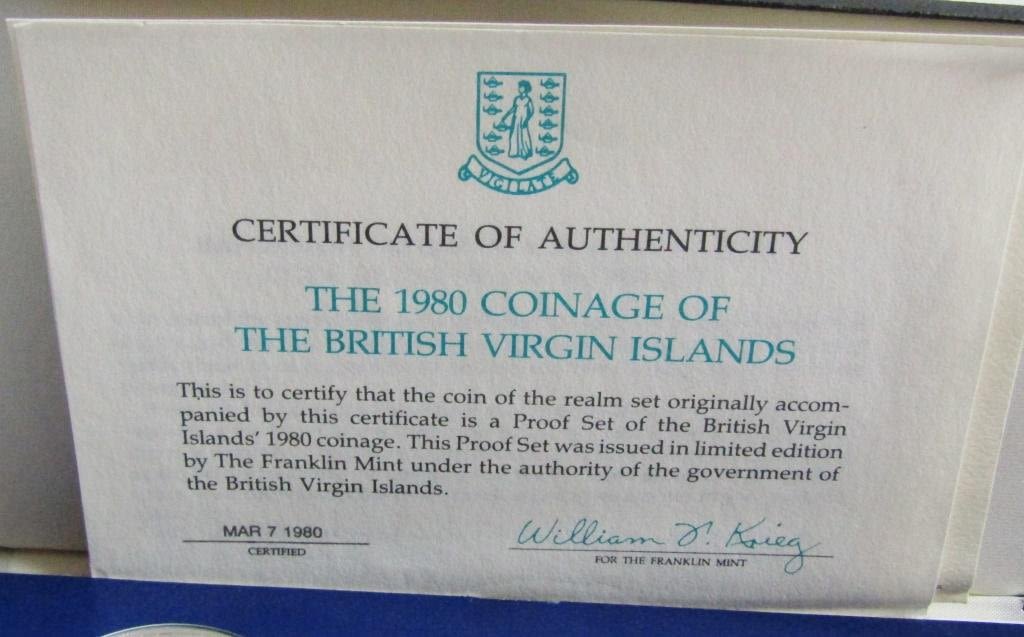 VIGILATE
CERTIFICATE OF AUTHENTICITY
THE 1980 COINAGE OF
THE BRITISH VIRGIN ISLANDS
This is to certify that the coin of the realm set originally accom-
panied by this certificate is a Proof Set of the British Virgin
Islands' 1980 coinage. This Proof Set was issued in limited edition
by The Franklin Mint under the authority of the government of
the British Virgin Islands.
MAR 7 1980
CERTIFIED
William T. Krieg
FOR THE FRANKLIN MINT